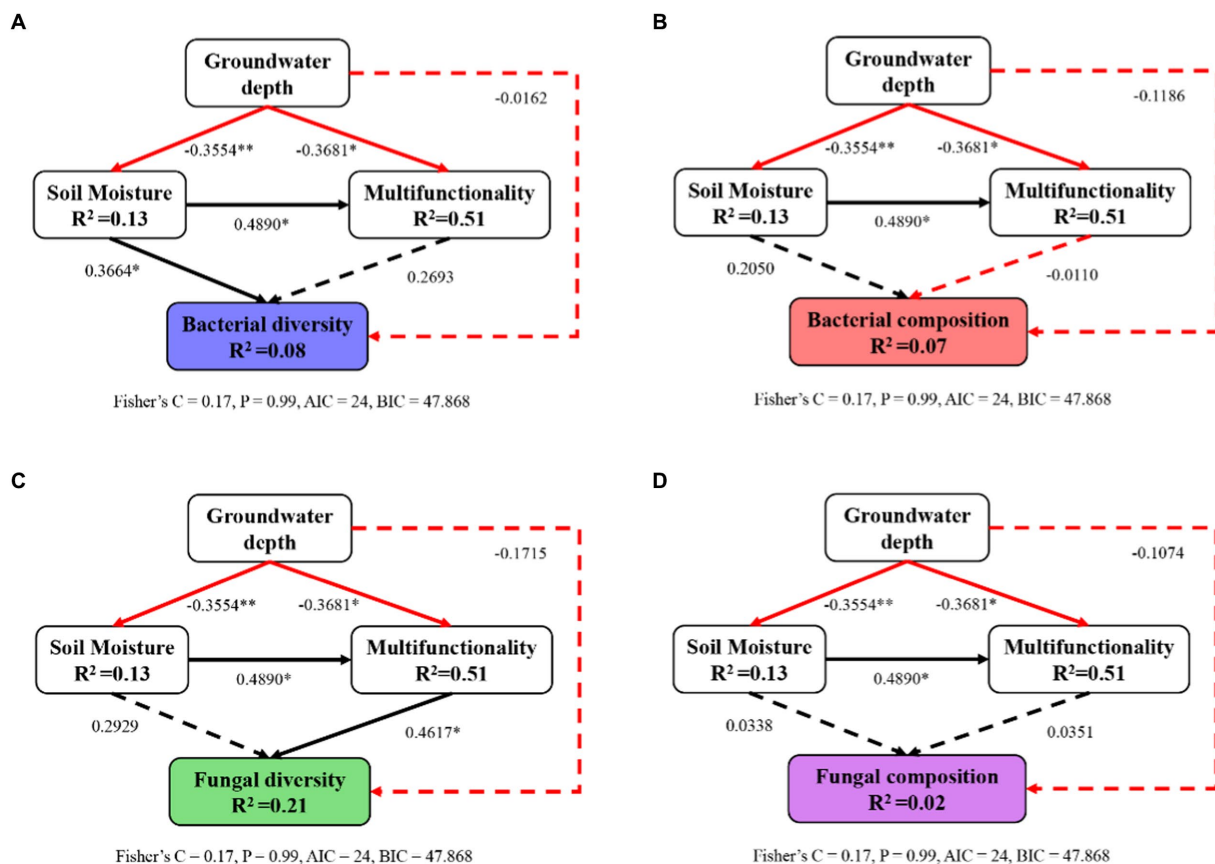 A
Groundwater
depth
-0.0162
-0.3554**
-0.3681*
Soil Moisture
R² =0.13
0.4890*
Multifunctionality
R²=0.51
0.3664*
0.2693
Bacterial diversity
R² =0.08
Fisher's C = 0.17, P = 0.99, AIC = 24, BIC = 47.868
B
Groundwater
depth
-0.1186
-0.3554**
-0.3681*
Soil Moisture
R² =0.13
0.4890*
Multifunctionality
R²=0.51
0.2050
-0.0110
Bacterial composition
R² =0.07
Fisher's C = 0.17, P = 0.99, AIC = 24, BIC = 47.868
C
Groundwater
depth
-0.1715
-0.3554**
-0.3681*
Soil Moisture
R² =0.13
0.4890*
Multifunctionality
R²=0.51
0.2929
0.4617*
Fungal diversity
R² =0.21
Fisher's C = 0.17, P = 0.99, AIC = 24, BIC = 47.868
D
Groundwater
depth
-0.1074
-0.3554**
-0.3681*
Soil Moisture
R² =0.13
0.4890*
Multifunctionality
R²=0.51
0.0338
0.0351
Fungal composition
R² =0.02
Fisher's C = 0.17, P = 0.99, AIC = 24, BIC = 47.868